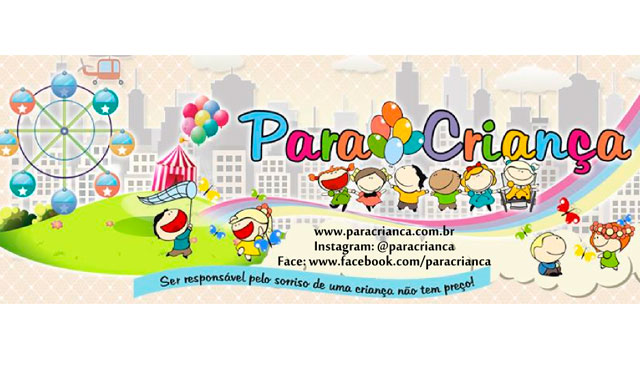 Para Criança
www.paracrianca.com.br
Instagram: @paracrianca
Face: www.facebook.com/paracrianca
Ser responsável pelo sorriso de uma criança não tem preço!